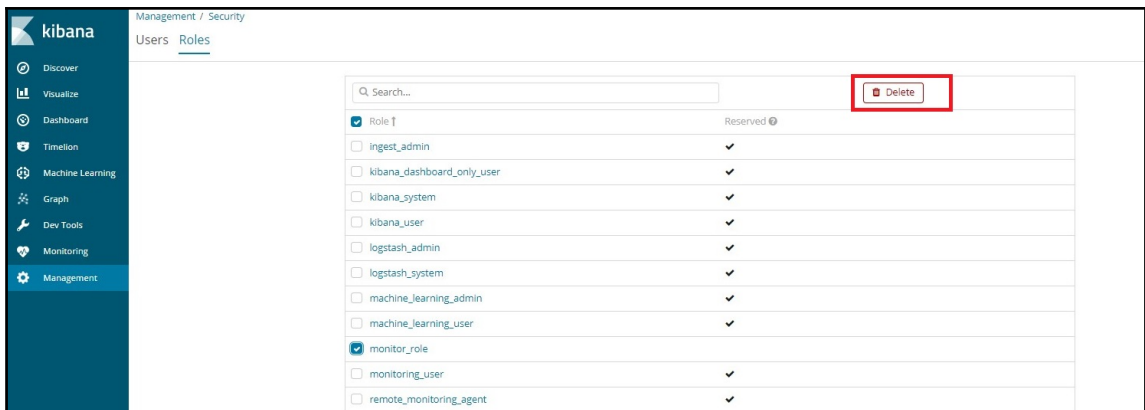 kibana
Management / Security
Users Roles
Discover
Visualize
Dashboard
Timelion
Machine Learning
Graph
Dev Tools
Monitoring
Management
Search...
Delete
Role Reserved
ingest_admin
kibana_dashboard_only_user
kibana_system
kibana_user
logstash_admin
logstash_system
machine_learning_admin
machine_learning_user
monitor_role
monitoring_user
remote_monitoring_agent